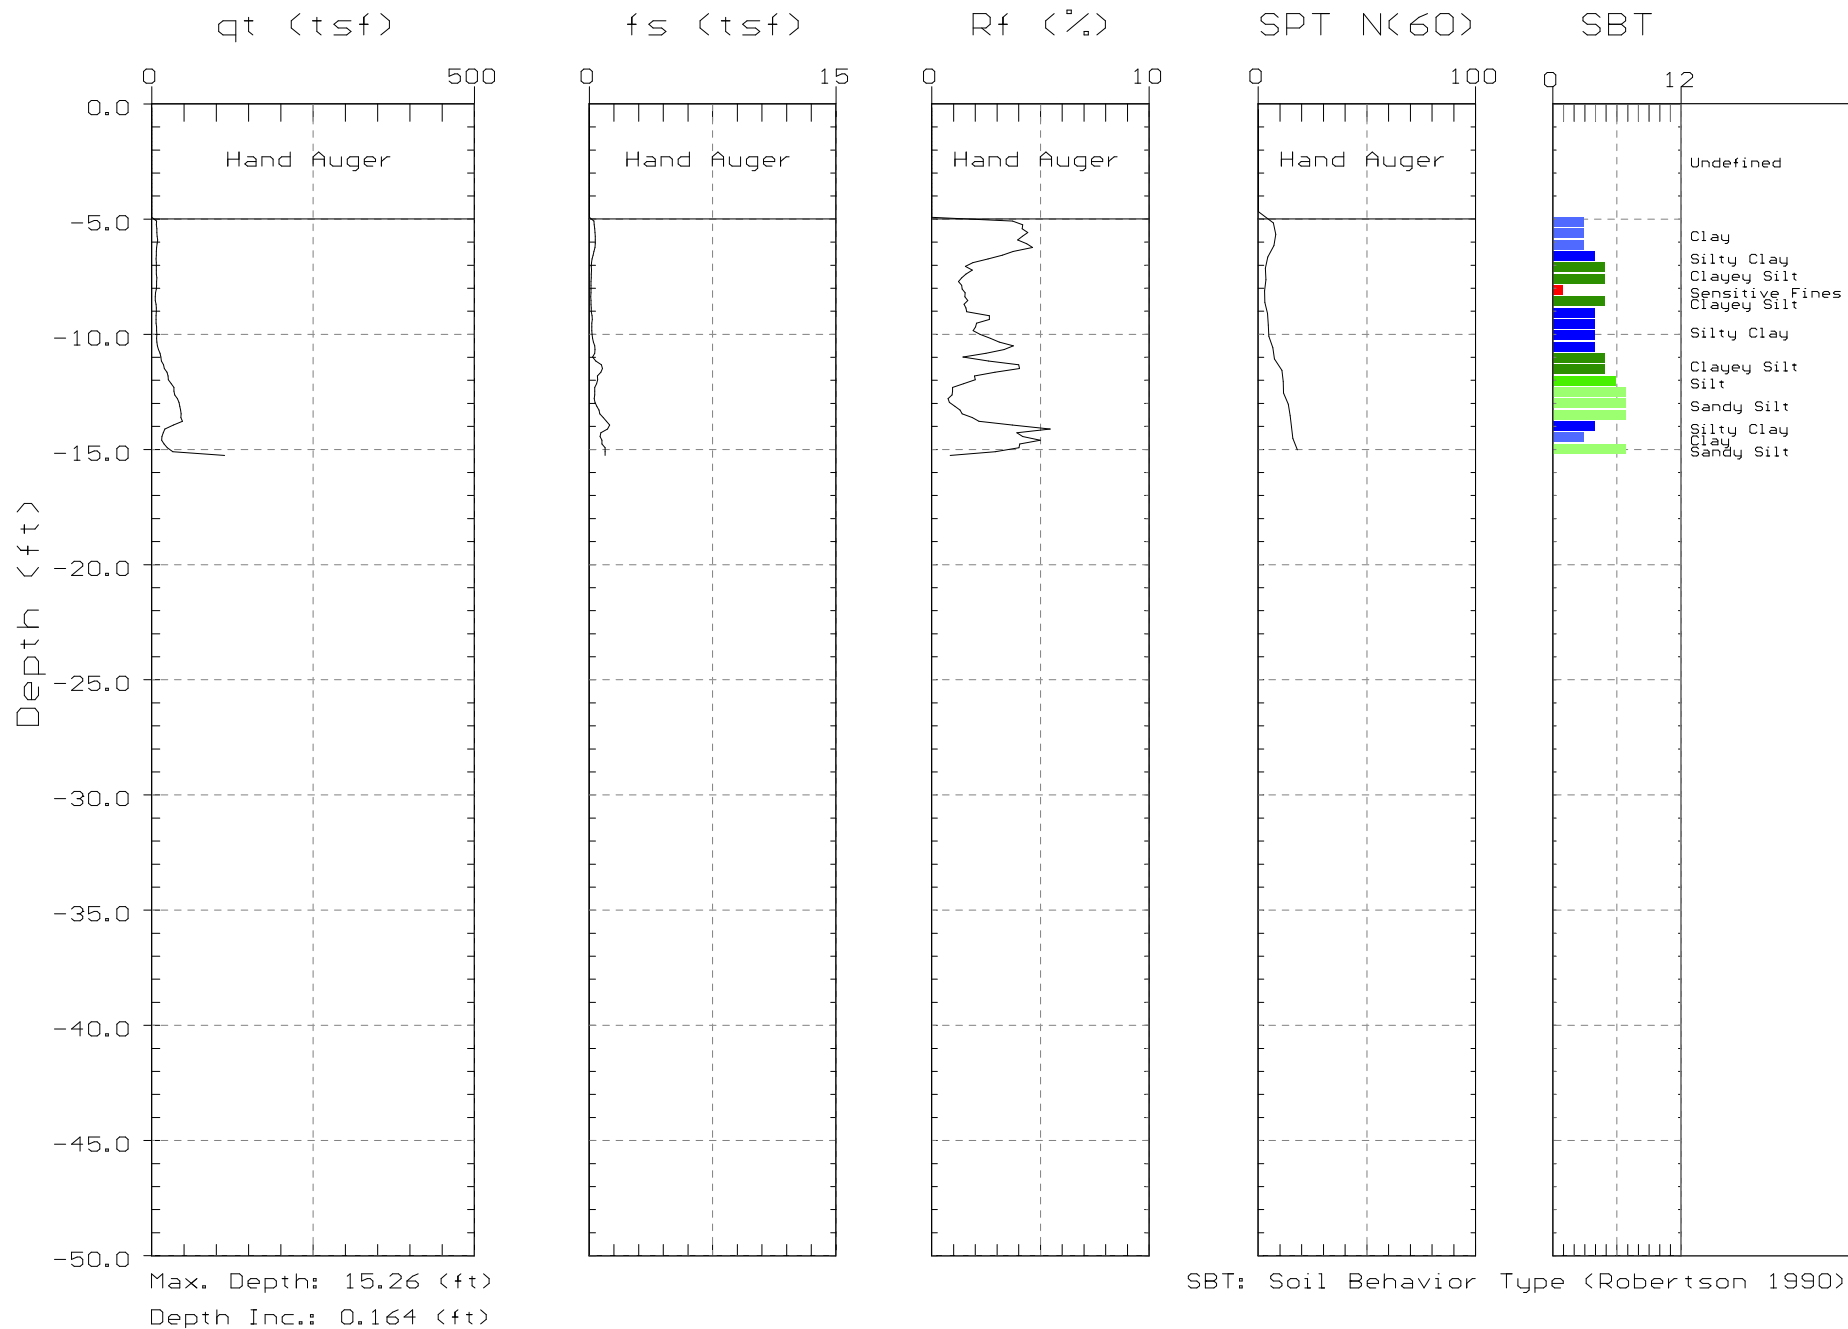 qt (tsf) fs (tsf) Rf (%) SPT N(60) SBT
0 500 0 15 0 10 0 100 0 12
0.0
Hand Auger Hand Auger Hand Auger Hand Auger Undefined
-5.0
Clay
Silty Clay
Clayey Silt
Sensitive Fines
Clayey Silt
-10.0 Silty Clay
Clayey Silt
Silt
Sandy Silt
Silty Clay
Clay
-15.0 Sandy Silt
-20.0
-25.0
-30.0
-35.0
-40.0
-45.0
-50.0
Depth (ft)
Max. Depth: 15.26 (ft) SBT: Soil Behavior Type (Robertson 1990)
Depth Inc.: 0.164 (ft)